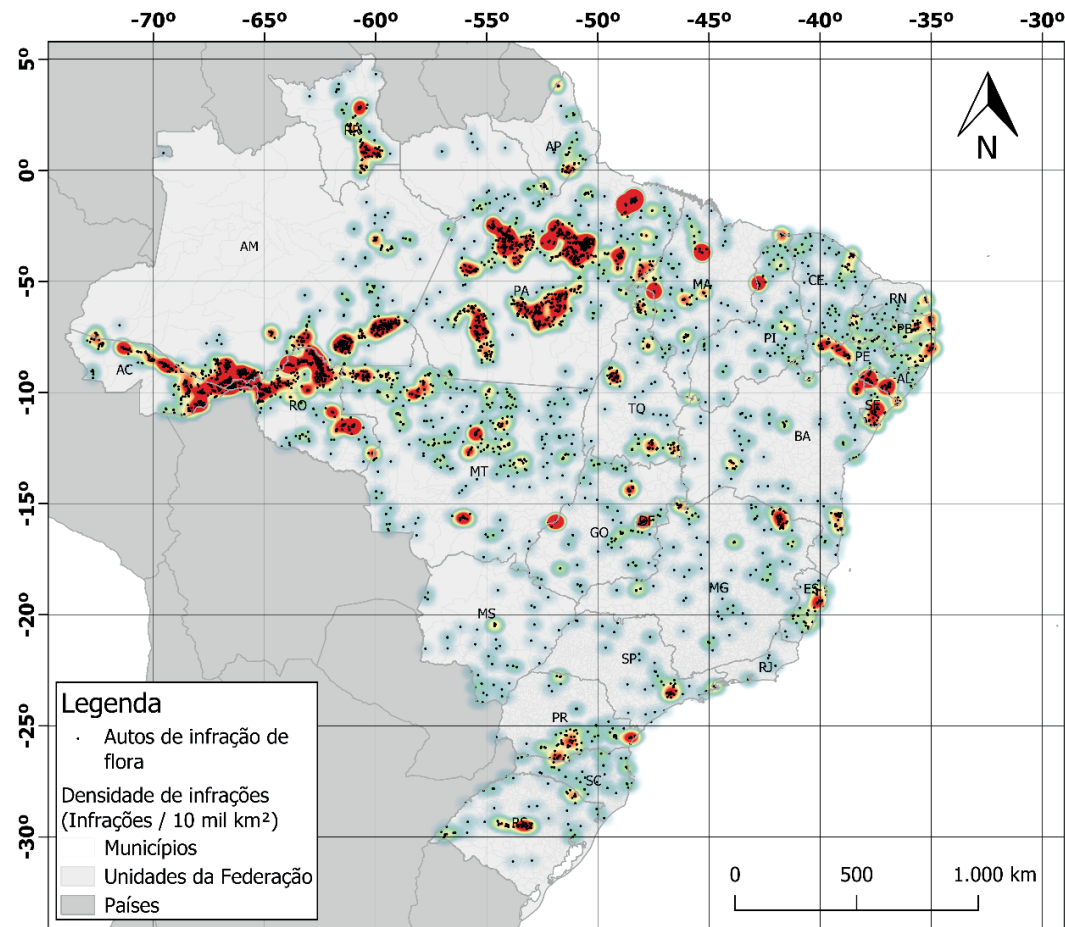 -70º -65º -60º -55º -50º -45º -40º -35º -30º
5º
0º
-5º
-10º
-15º
-20º
-25º
-30º
N
RR
AP
AM
PA
MA
CE
RN
PB
PI
PE
AC
AL
RO
TO
SE
BA
MT
GO
DF
MG
ES
MS
SP
RJ
PR
SC
RS
Legenda
Autos de infração de
flora
Densidade de infrações
(Infrações / 10 mil km²)
Municípios
Unidades da Federação
Países
0 500 1.000 km